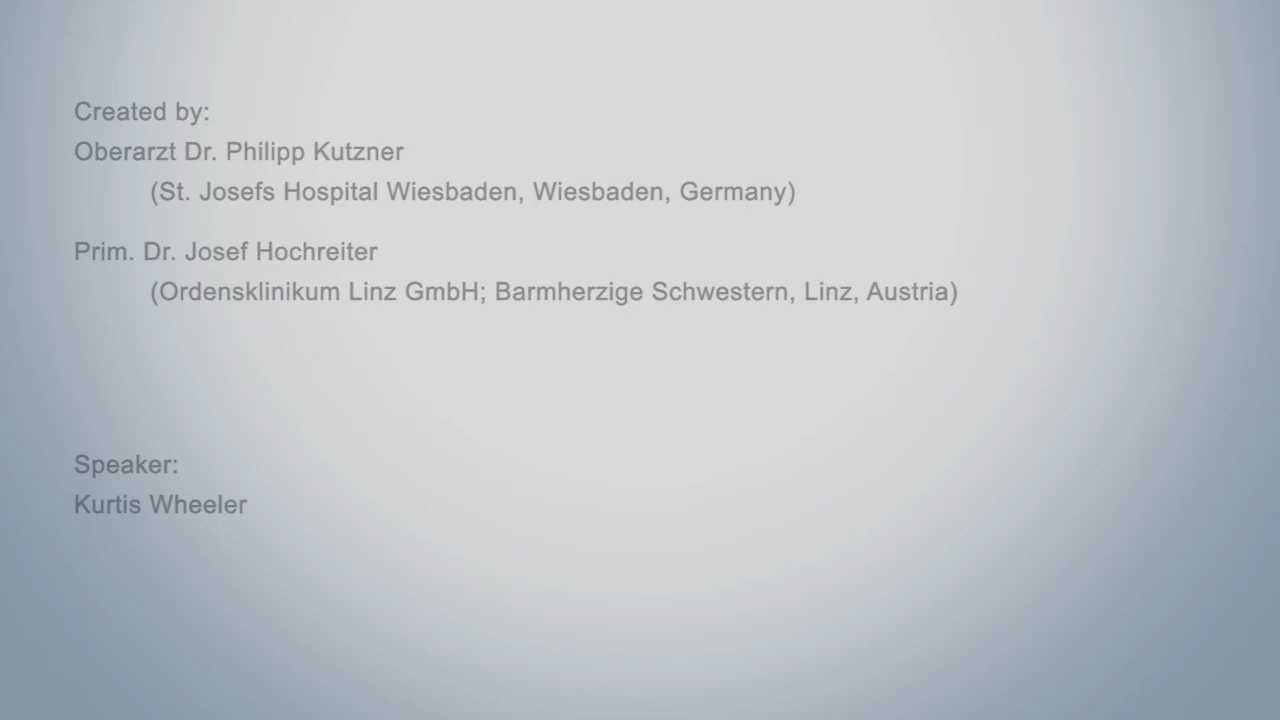 Created by:
Oberarzt Dr. Philipp Kutzner
(St. Josefs Hospital Wiesbaden, Wiesbaden, Germany)
Prim. Dr. Josef Hochreiter
(Ordensklinikum Linz GmbH; Barmherzige Schwestern, Linz, Austria)
Speaker:
Kurtis Wheeler